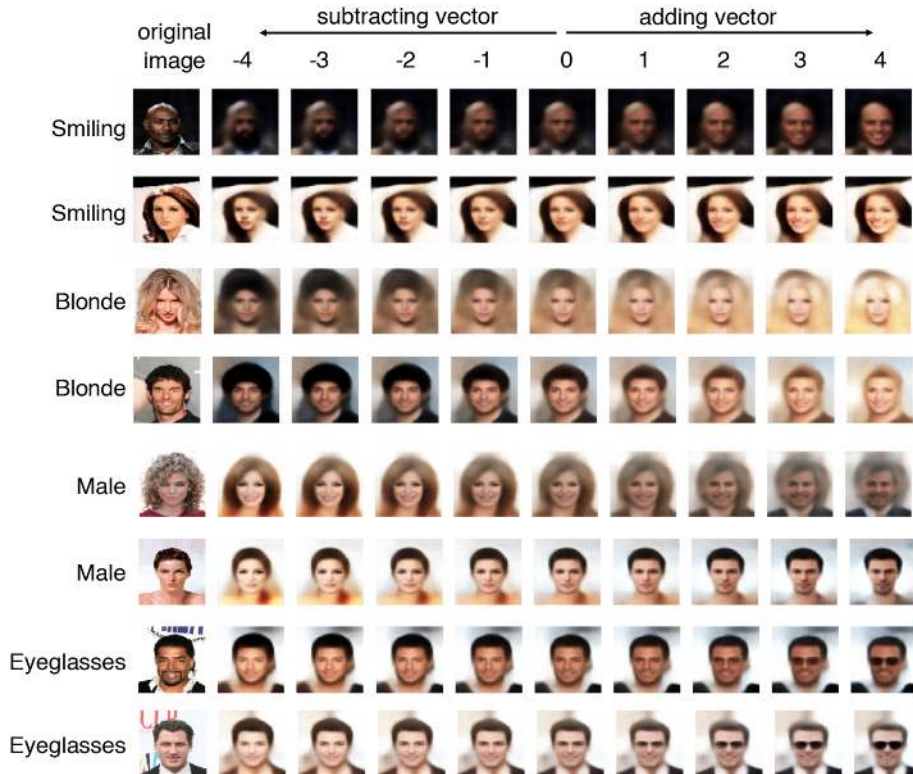 subtracting vector adding vector
original image -4 -3 -2 -1 0 1 2 3 4
Smiling
Smiling
Blonde
Blonde
Male
Male
Eyeglasses
Eyeglasses